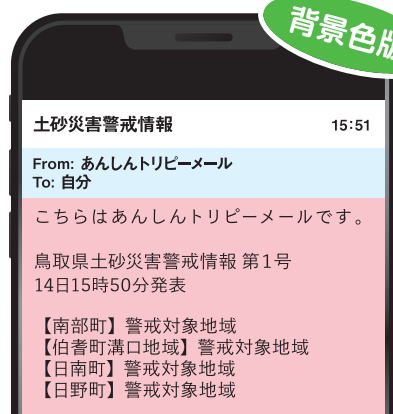 背景色版
土砂災害警戒情報 15:51
From: あんしんトリピーメール
To: 自分
こちらはあんしんトリピーメールです。
鳥取県土砂災害警戒情報 第1号
14日15時50分発表
【南部町】警戒対象地域
【伯耆町溝口地域】警戒対象地域
【日南町】警戒対象地域
【日野町】警戒対象地域